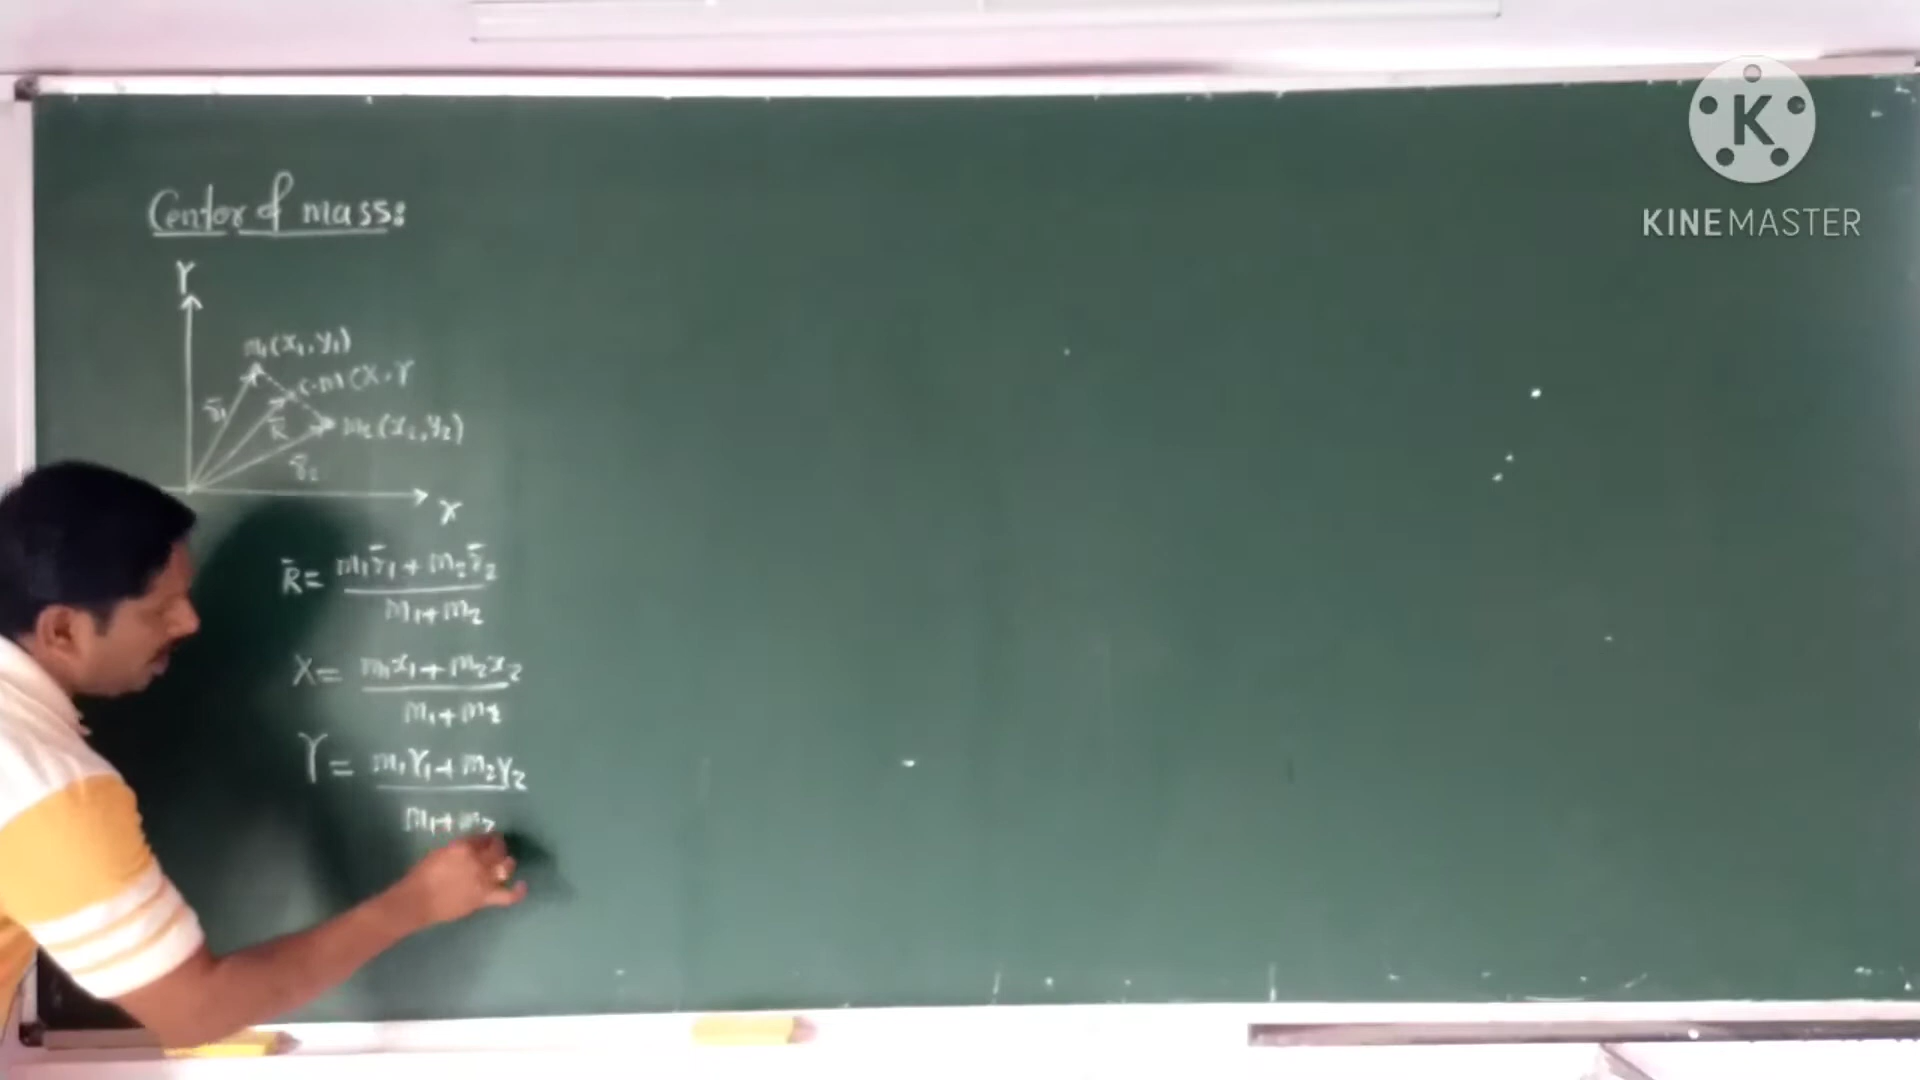 Center of mass:
Y
m1(x1, y1)
c.m(X, Y
r̄1
R̄
m2(x2, y2)
r̄2
X
R̄ = m1r̄1 + m2r̄2
m1 + m2
X = m1x1 + m2x2
m1 + m2
Y = m1Y1 + m2Y2
m1 + m2
K
KINEMASTER